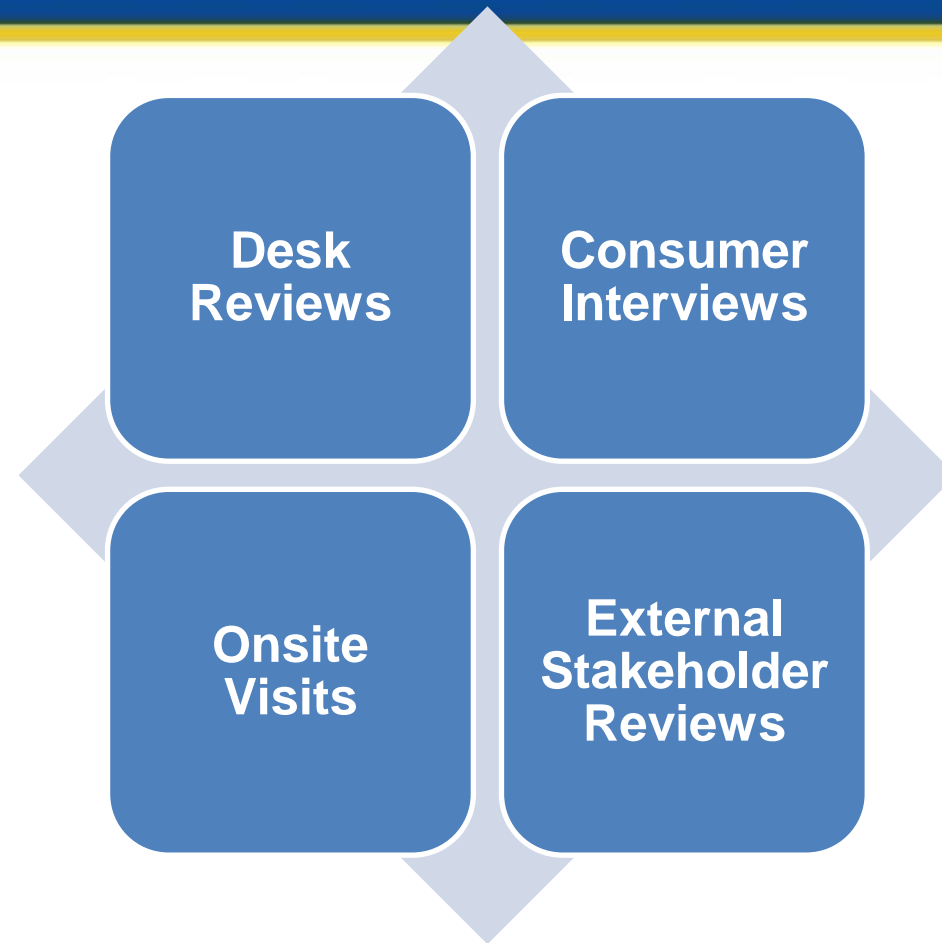 Desk
Reviews
Consumer
Interviews
Onsite
Visits
External
Stakeholder
Reviews